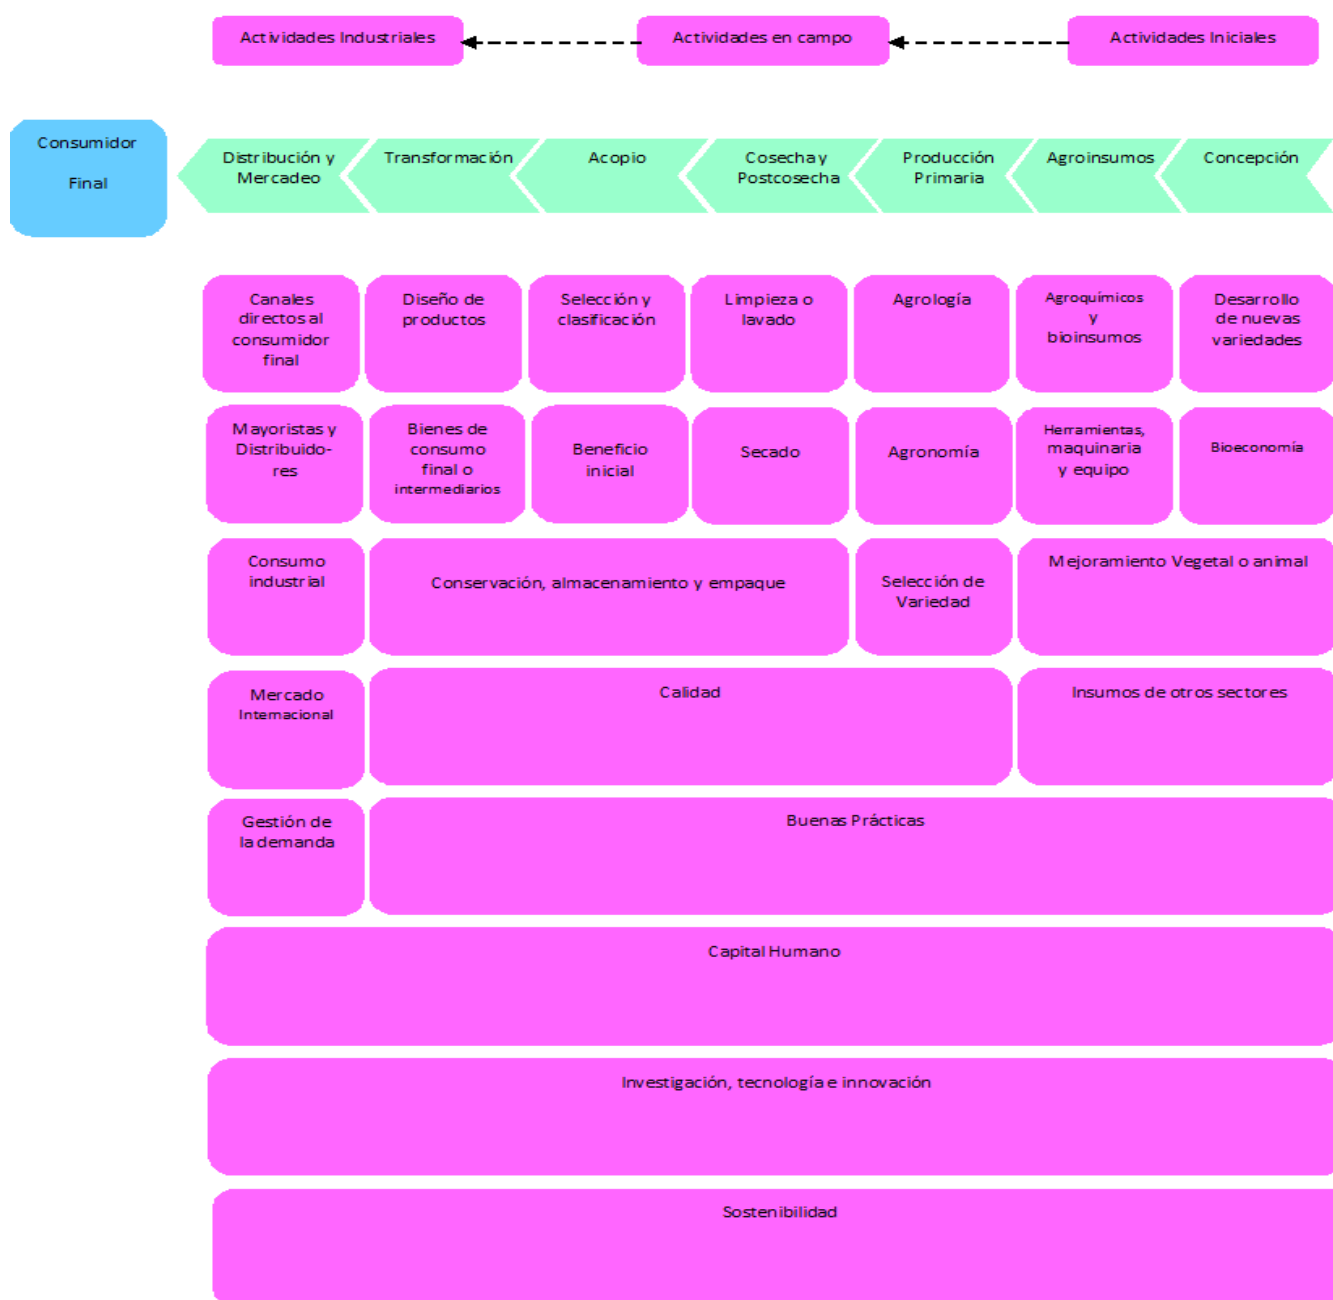 Actividades Industriales
Actividades en campo
Actividades Iniciales
Consumidor
Final
Distribución y
Mercadeo
Transformación
Acopio
Cosecha y
Postcosecha
Producción
Primaria
Agroinsumos
Concepción
Canales
directos al
consumidor
final
Diseño de
productos
Selección y
clasificación
Limpieza o
lavado
Agrología
Agroquímicos
y
bioinsumos
Desarrollo
de nuevas
variedades
Mayoristas y
Distribuido-
res
Bienes de
consumo
final o
intermediarios
Beneficio
inicial
Secado
Agronomía
Herramientas,
maquinaria
y equipo
Bioeconomía
Consumo
industrial
Conservación, almacenamiento y empaque
Selección de
Variedad
Mejoramiento Vegetal o animal
Mercado
Internacional
Calidad
Insumos de otros sectores
Gestión de
la demanda
Buenas Prácticas
Capital Humano
Investigación, tecnología e innovación
Sostenibilidad